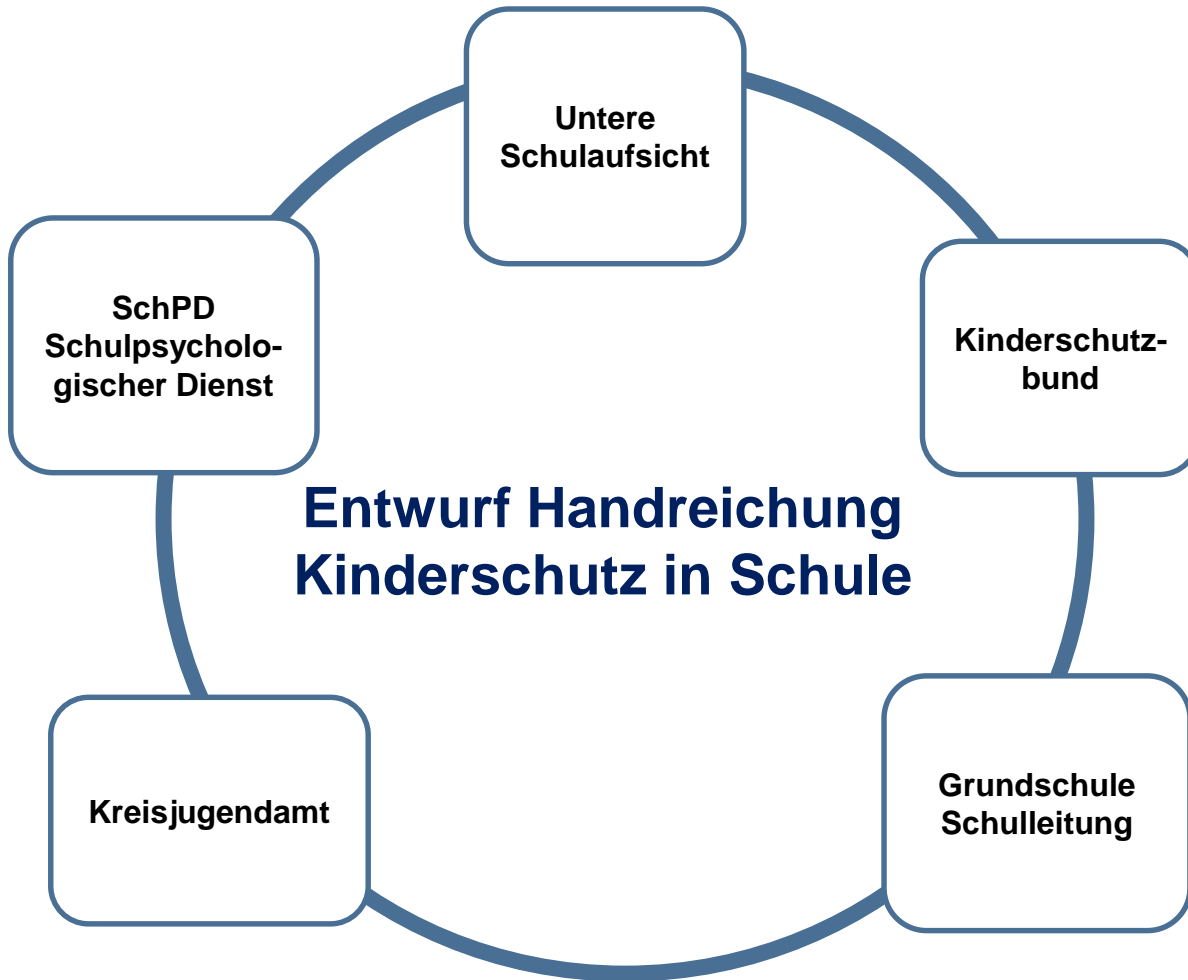 Untere
Schulaufsicht
SchPD
Schulpsycholo-
gischer Dienst
Kinderschutz-
bund
Entwurf Handreichung
Kinderschutz in Schule
Kreisjugendamt
Grundschule
Schulleitung